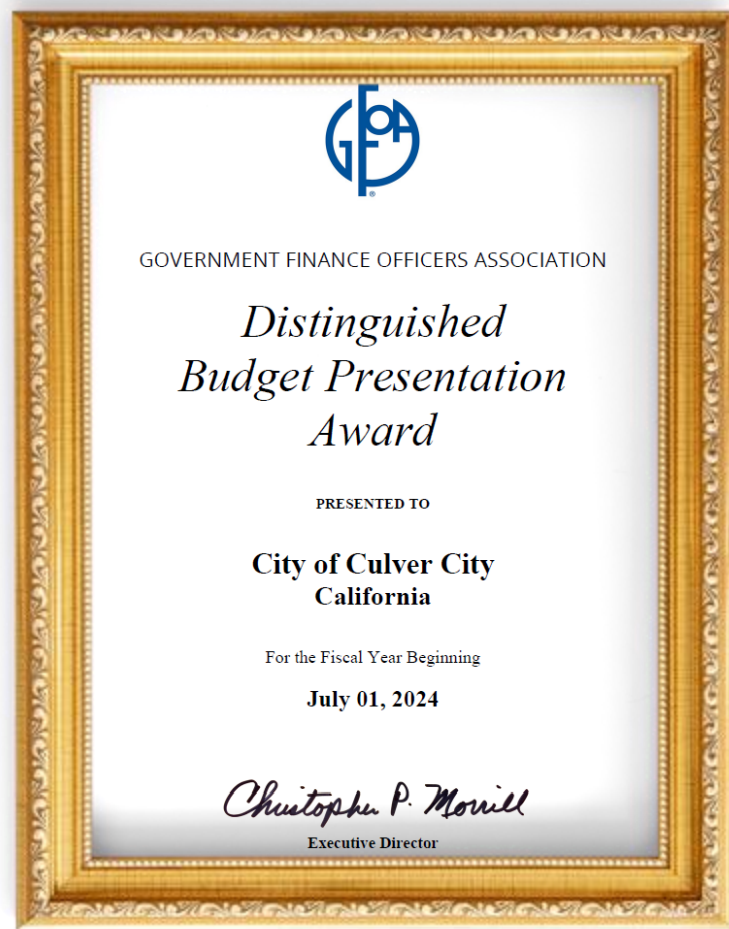 GFOA
®
GOVERNMENT FINANCE OFFICERS ASSOCIATION
Distinguished
Budget Presentation
Award
PRESENTED TO
City of Culver City
California
For the Fiscal Year Beginning
July 01, 2024
Christopher P. Morrill
Executive Director